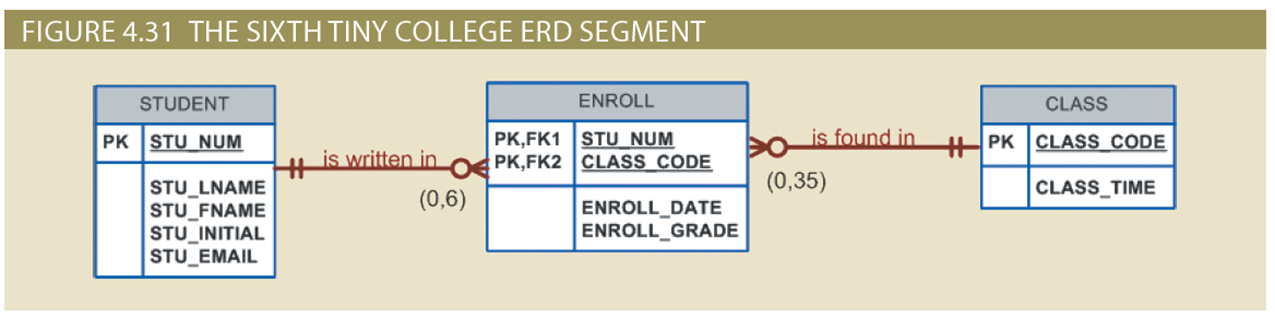 FIGURE 4.31 THE SIXTH TINY COLLEGE ERD SEGMENT
STUDENT
PK STU_NUM
STU_LNAME
STU_FNAME
STU_INITIAL
STU_EMAIL
is written in
(0,6)
ENROLL
PK,FK1 STU_NUM
PK,FK2 CLASS_CODE
ENROLL_DATE
ENROLL_GRADE
is found in
(0,35)
CLASS
PK CLASS_CODE
CLASS_TIME